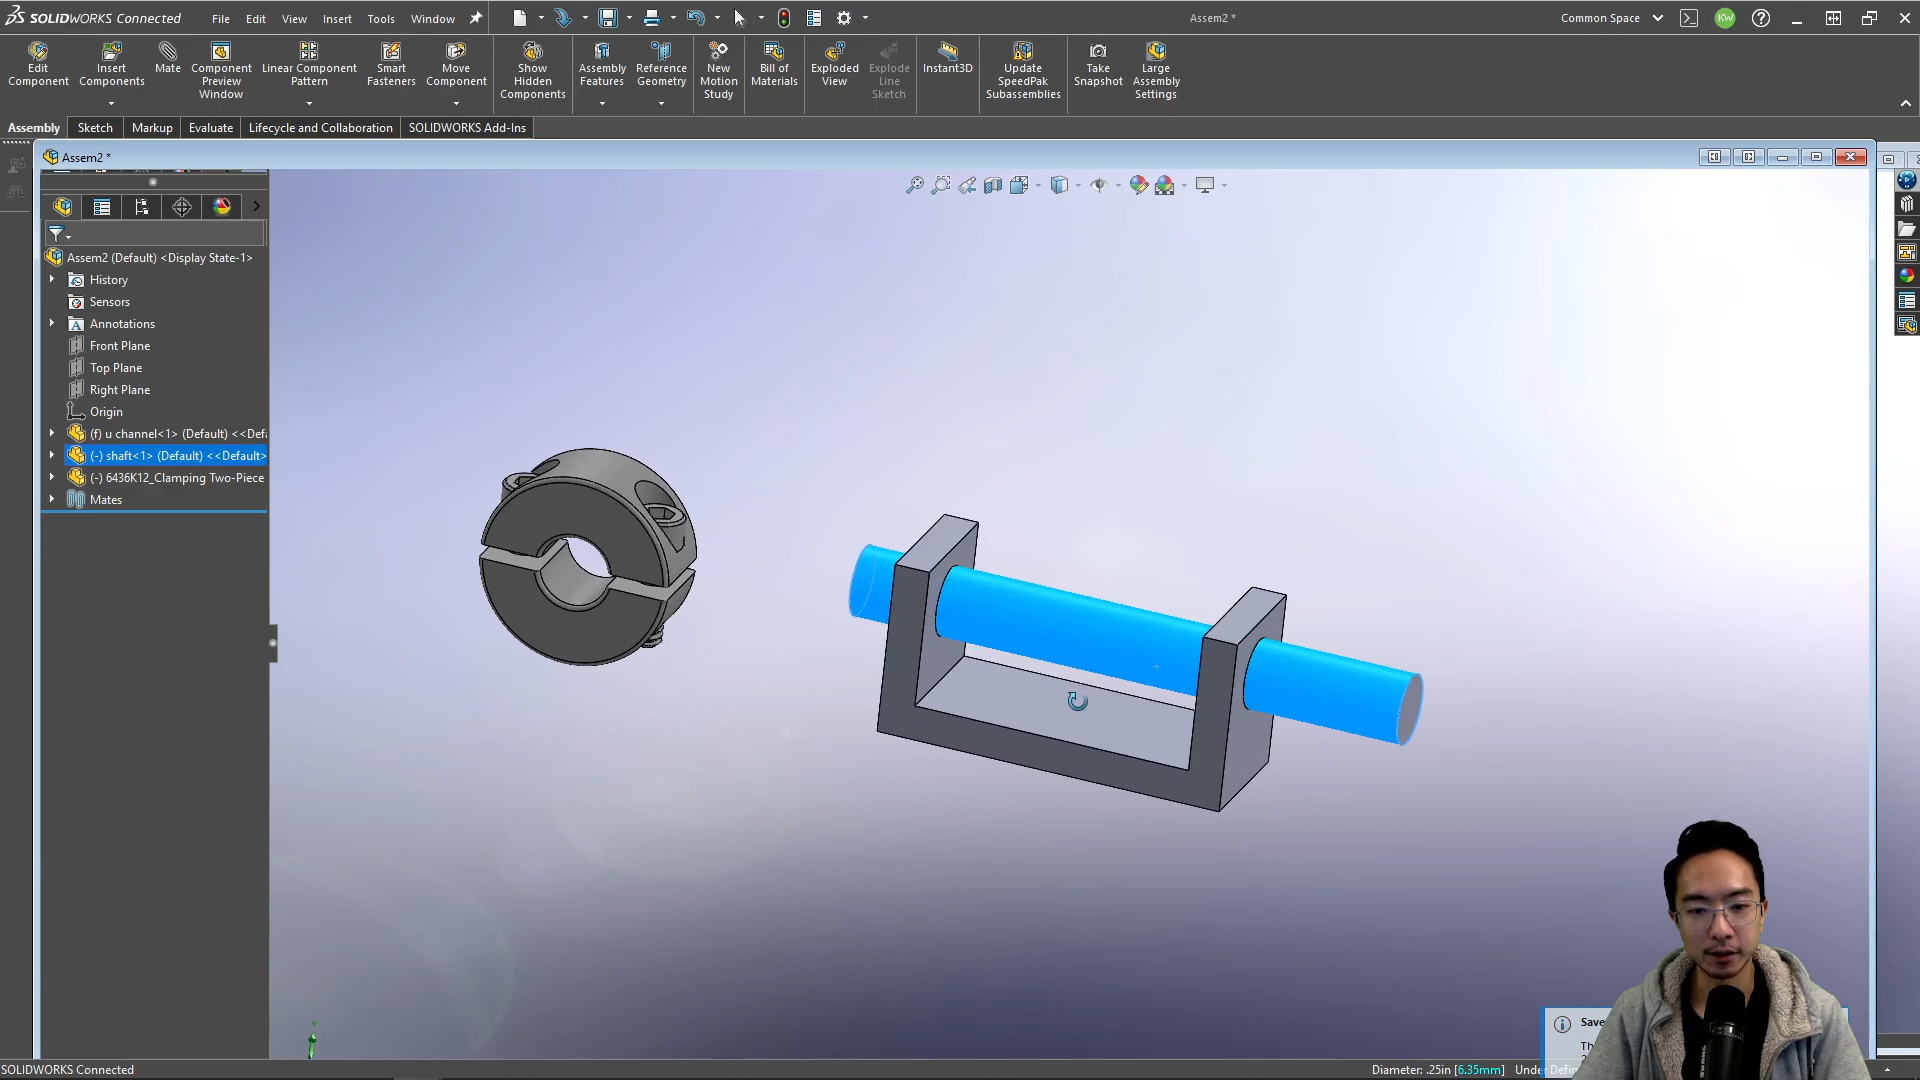 SOLIDWORKS Connected File Edit View Insert Tools Window Assem2 * Common Space KW
Edit Component
Insert Components
Mate
Component Preview Window
Linear Component Pattern
Smart Fasteners
Move Component
Show Hidden Components
Assembly Features
Reference Geometry
New Motion Study
Bill of Materials
Exploded View
Explode Line Sketch
Instant3D
Update SpeedPak Subassemblies
Take Snapshot
Large Assembly Settings
Assembly Sketch Markup Evaluate Lifecycle and Collaboration SOLIDWORKS Add-Ins
Assem2 *
Assem2 (Default) <Display State-1>
History
Sensors
Annotations
Front Plane
Top Plane
Right Plane
Origin
(f) u channel<1> (Default) <<Defa
(-) shaft<1> (Default) <<Default>
(-) 6436K12_Clamping Two-Piece
Mates
Save
Th
SOLIDWORKS Connected Diameter: .25in [6.35mm] Under Defin